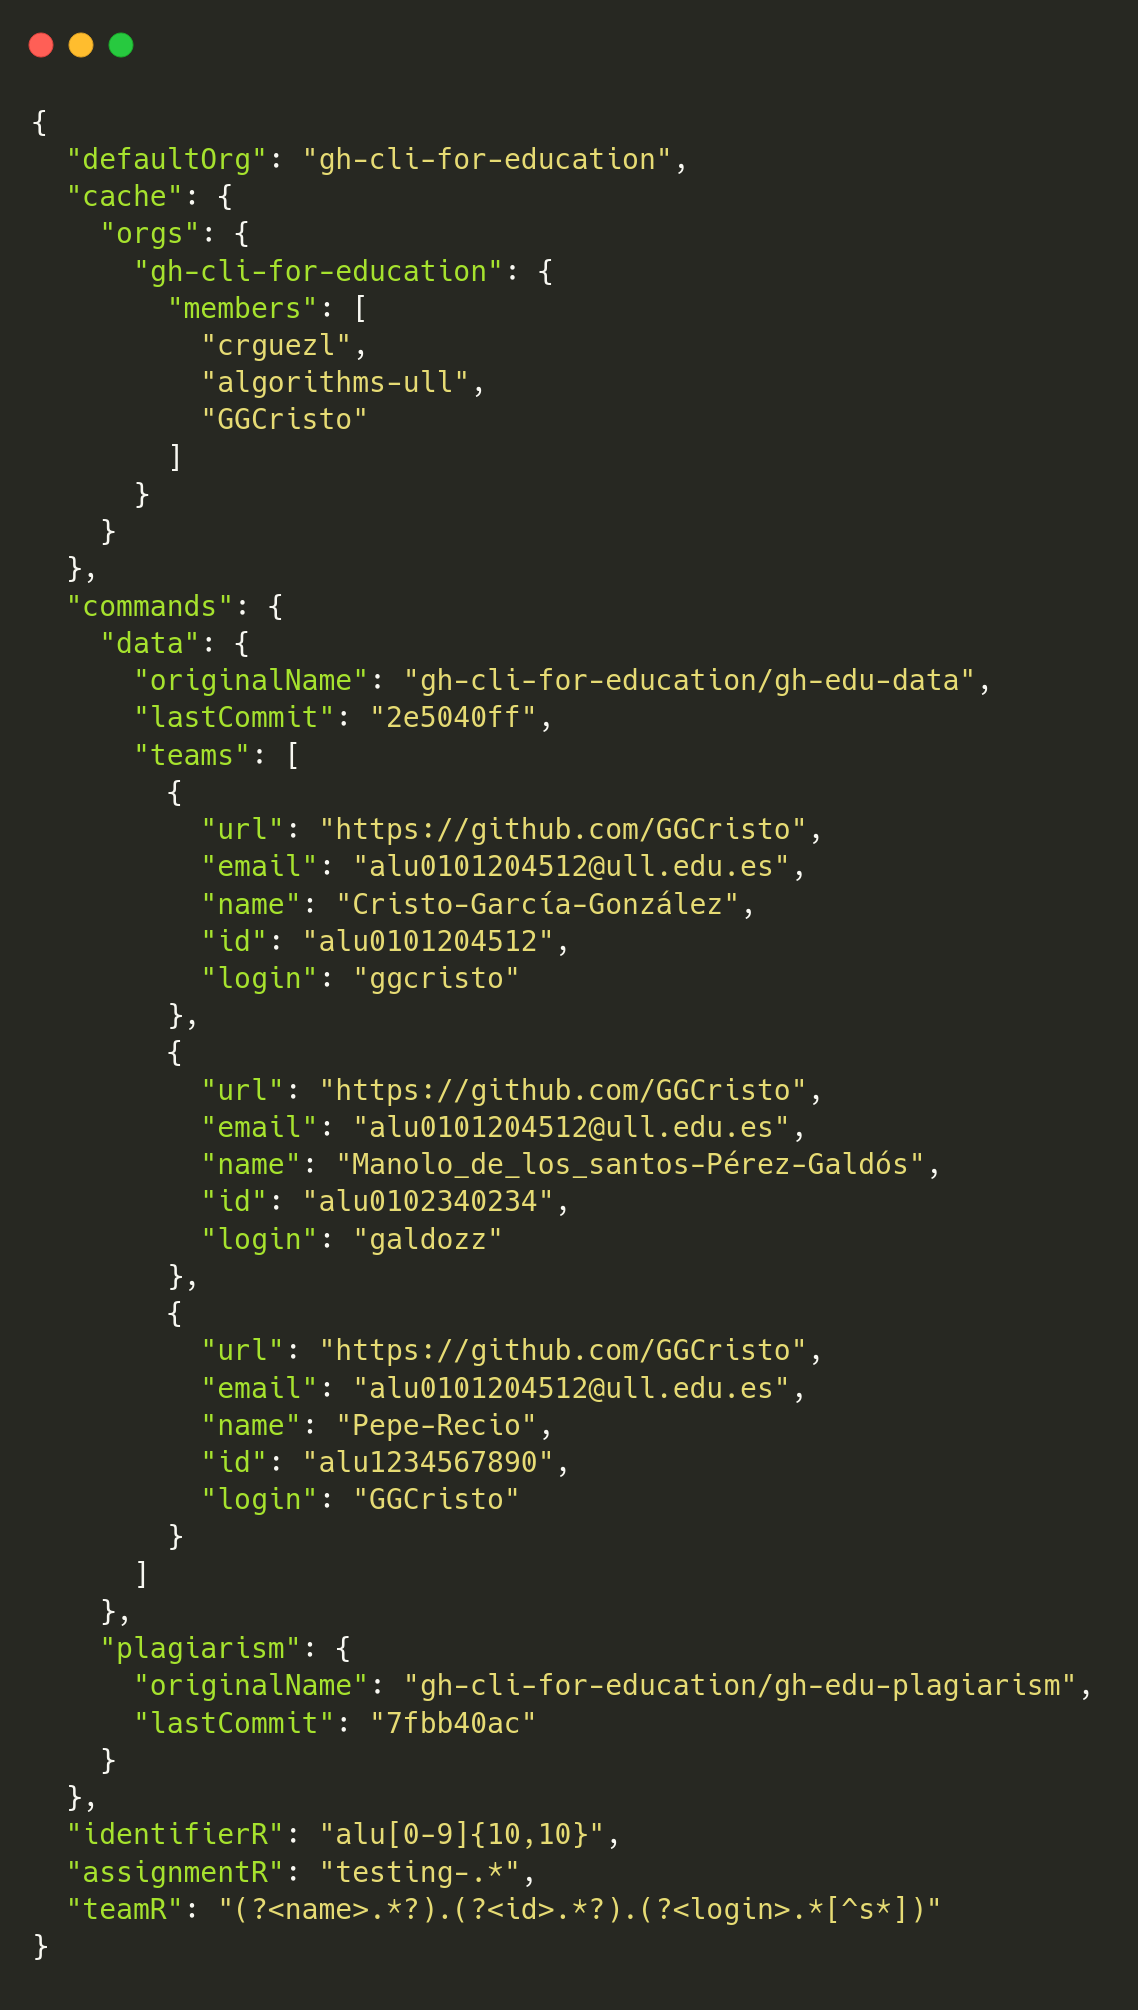 {
  "defaultOrg": "gh-cli-for-education",
  "cache": {
    "orgs": {
      "gh-cli-for-education": {
        "members": [
          "crguezl",
          "algorithms-ull",
          "GGCristo"
        ]
      }
    }
  },
  "commands": {
    "data": {
      "originalName": "gh-cli-for-education/gh-edu-data",
      "lastCommit": "2e5040ff",
      "teams": [
        {
          "url": "https://github.com/GGCristo",
          "email": "alu0101204512@ull.edu.es",
          "name": "Cristo-García-González",
          "id": "alu0101204512",
          "login": "ggcristo"
        },
        {
          "url": "https://github.com/GGCristo",
          "email": "alu0101204512@ull.edu.es",
          "name": "Manolo_de_los_santos-Pérez-Galdós",
          "id": "alu0102340234",
          "login": "galdozz"
        },
        {
          "url": "https://github.com/GGCristo",
          "email": "alu0101204512@ull.edu.es",
          "name": "Pepe-Recio",
          "id": "alu1234567890",
          "login": "GGCristo"
        }
      ]
    },
    "plagiarism": {
      "originalName": "gh-cli-for-education/gh-edu-plagiarism",
      "lastCommit": "7fbb40ac"
    }
  },
  "identifierR": "alu[0-9]{10,10}",
  "assignmentR": "testing-.*",
  "teamR": "(?<name>.*?).(?<id>.*?).(?<login>.*[^s*])"
}